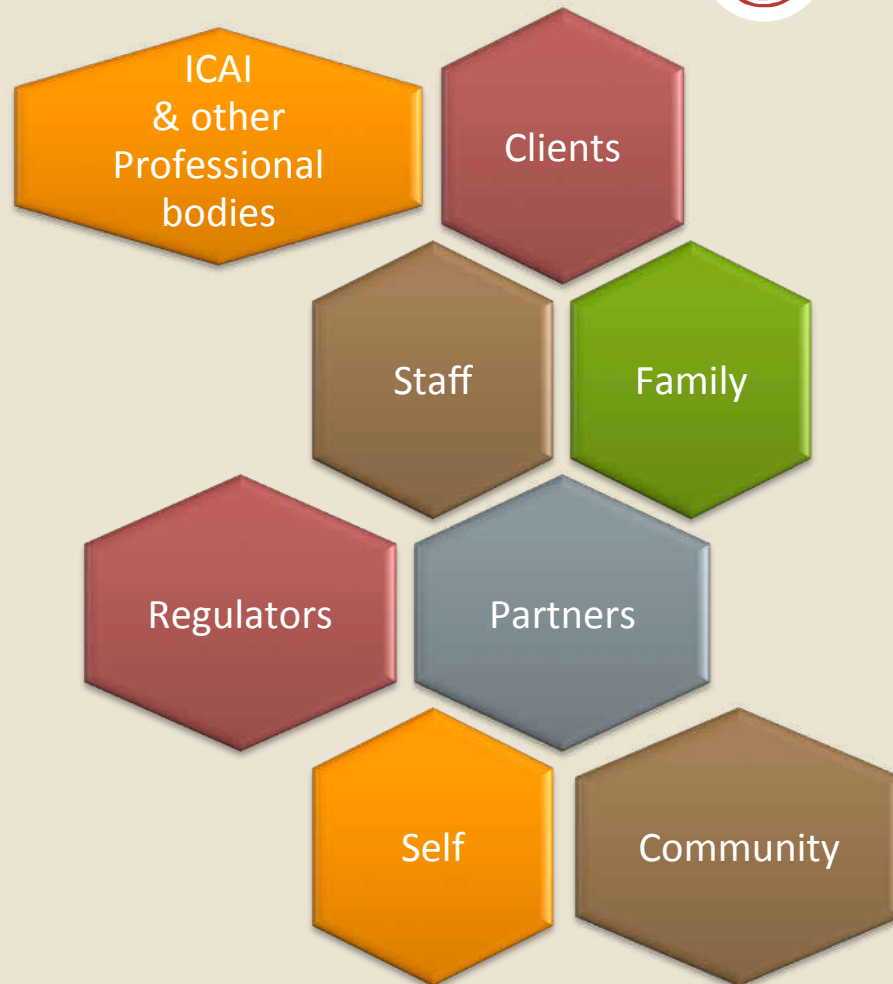 ICAI
& other
Professional
bodies
Clients
Staff
Family
Regulators
Partners
Self
Community